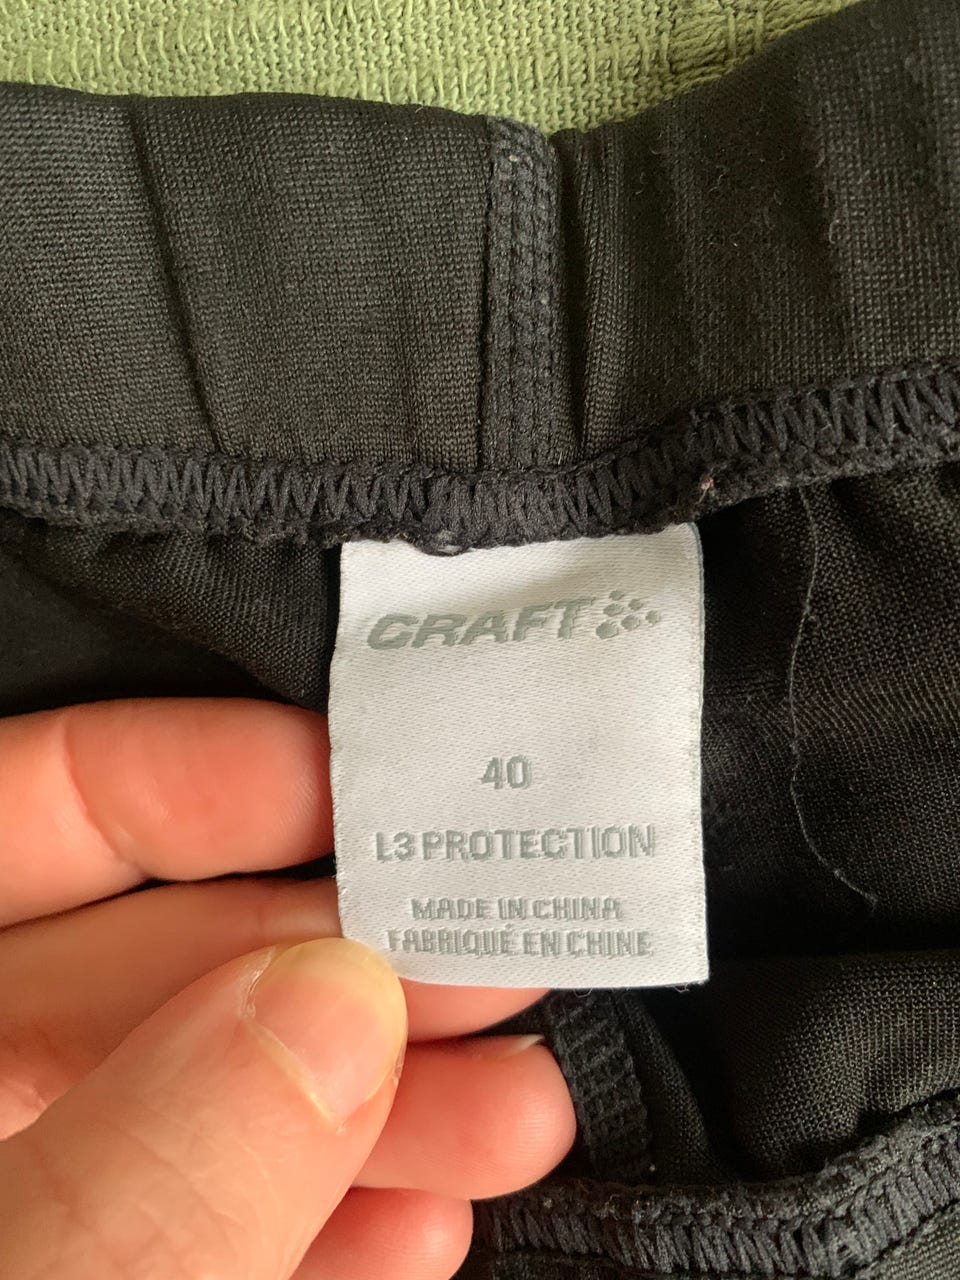 CRAFT
40
L3 PROTECTION
MADE IN CHINA
FABRIQUÉ EN CHINE